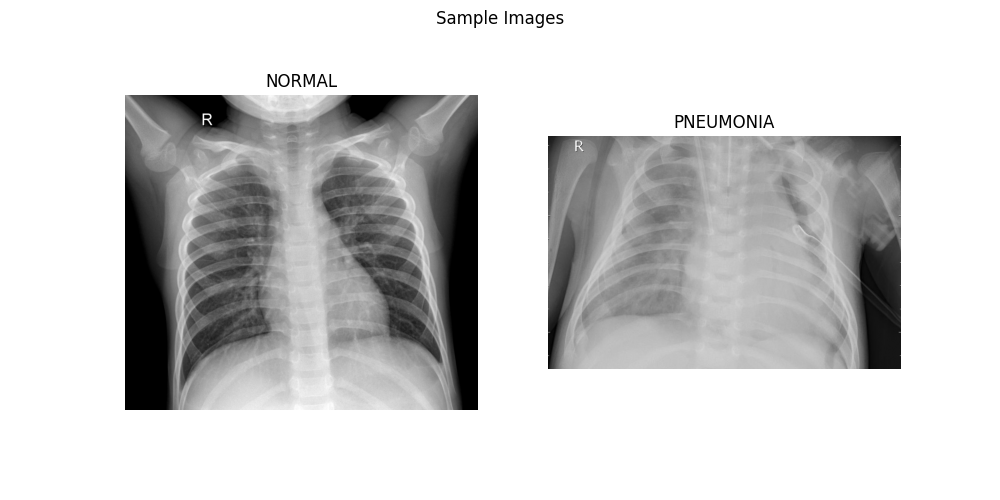 Sample Images
NORMAL
R
PNEUMONIA
R